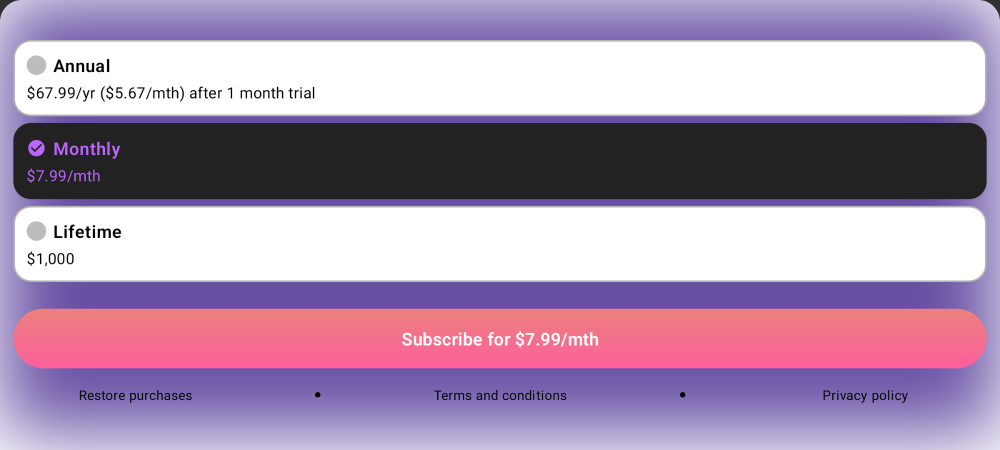 Annual
$67.99/yr ($5.67/mth) after 1 month trial
Monthly
$7.99/mth
Lifetime
$1,000
Subscribe for $7.99/mth
Restore purchases • Terms and conditions • Privacy policy